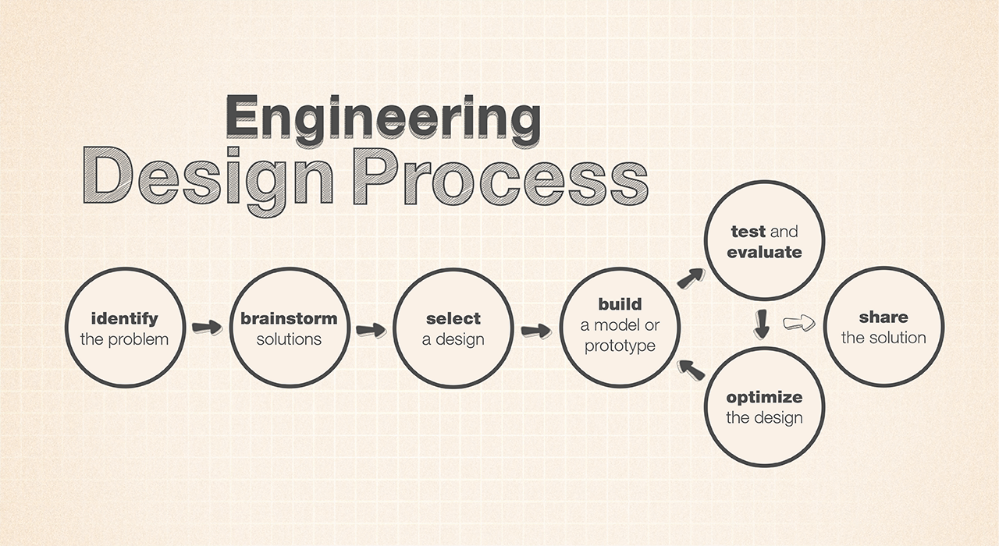 Engineering
Design Process
identify
the problem
brainstorm
solutions
select
a design
build
a model or
prototype
test and
evaluate
optimize
the design
share
the solution